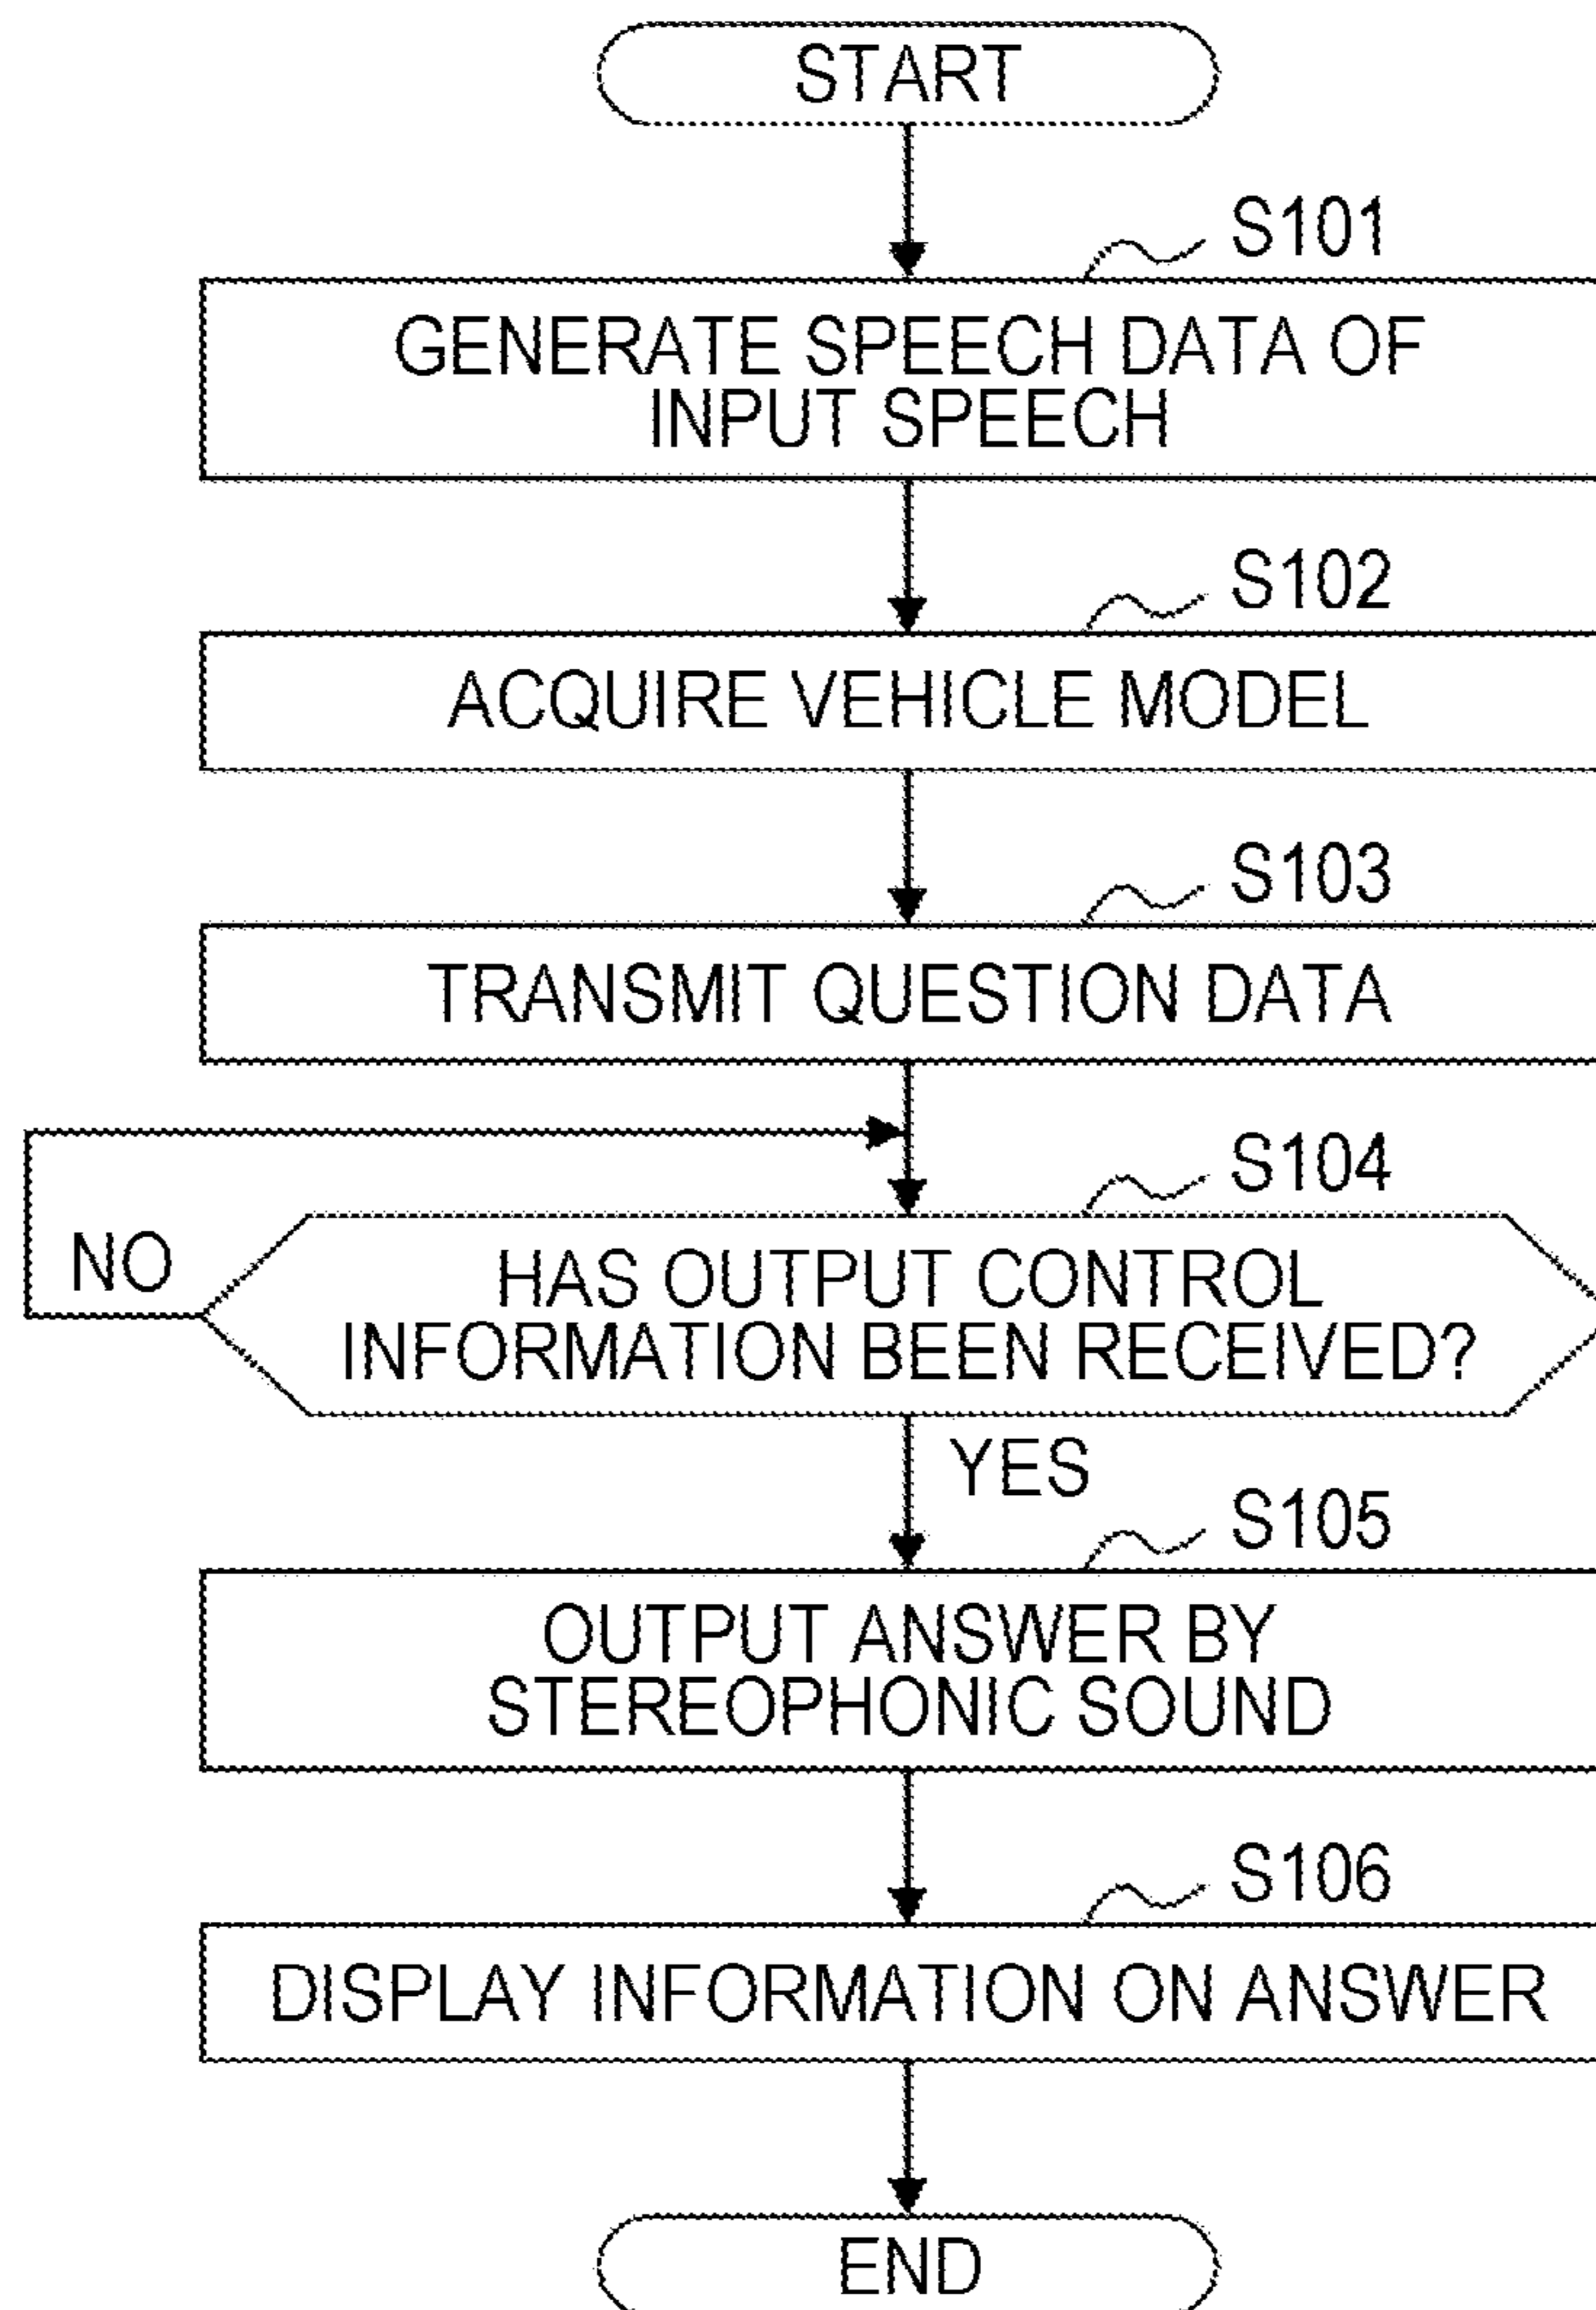 START
S101
GENERATE SPEECH DATA OF
INPUT SPEECH
S102
ACQUIRE VEHICLE MODEL
S103
TRANSMIT QUESTION DATA
S104
NO
HAS OUTPUT CONTROL
INFORMATION BEEN RECEIVED?
YES
S105
OUTPUT ANSWER BY
STEREOPHONIC SOUND
S106
DISPLAY INFORMATION ON ANSWER
END